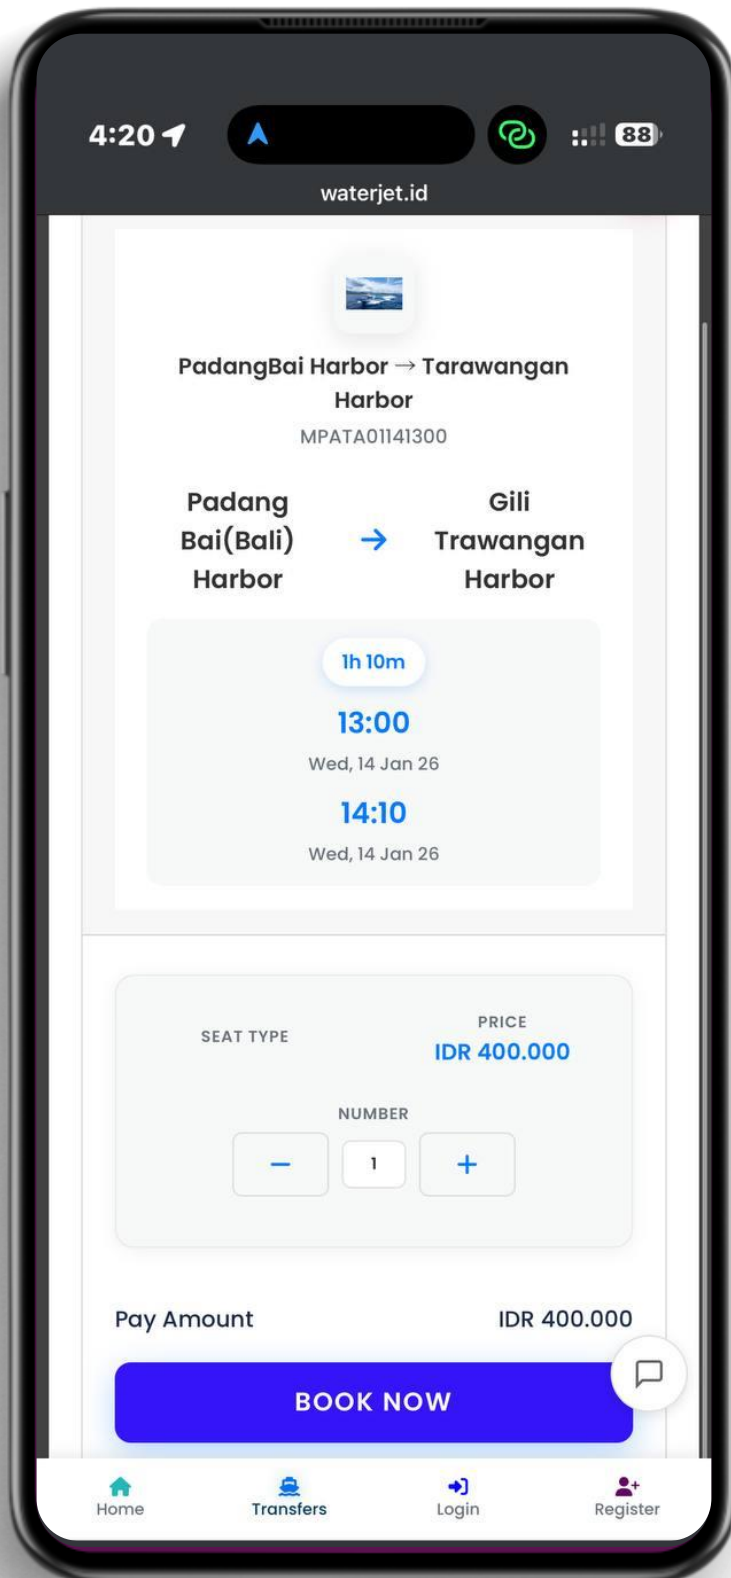 4:20
88
waterjet.id
PadangBai Harbor → Tarawangan
Harbor
MPATA01141300
Padang
Bai(Bali)
Harbor
→
Gili
Trawangan
Harbor
1h 10m
13:00
Wed, 14 Jan 26
14:10
Wed, 14 Jan 26
SEAT TYPE
PRICE
IDR 400.000
NUMBER
− 1 +
Pay Amount IDR 400.000
BOOK NOW
Home Transfers Login Register